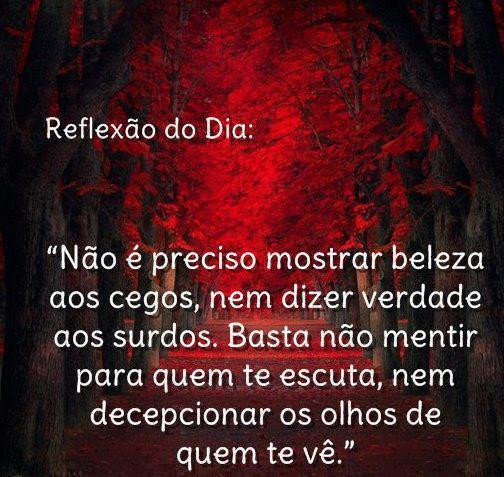 Reflexão do Dia:
“Não é preciso mostrar beleza
aos cegos, nem dizer verdade
aos surdos. Basta não mentir
para quem te escuta, nem
decepcionar os olhos de
quem te vê.”